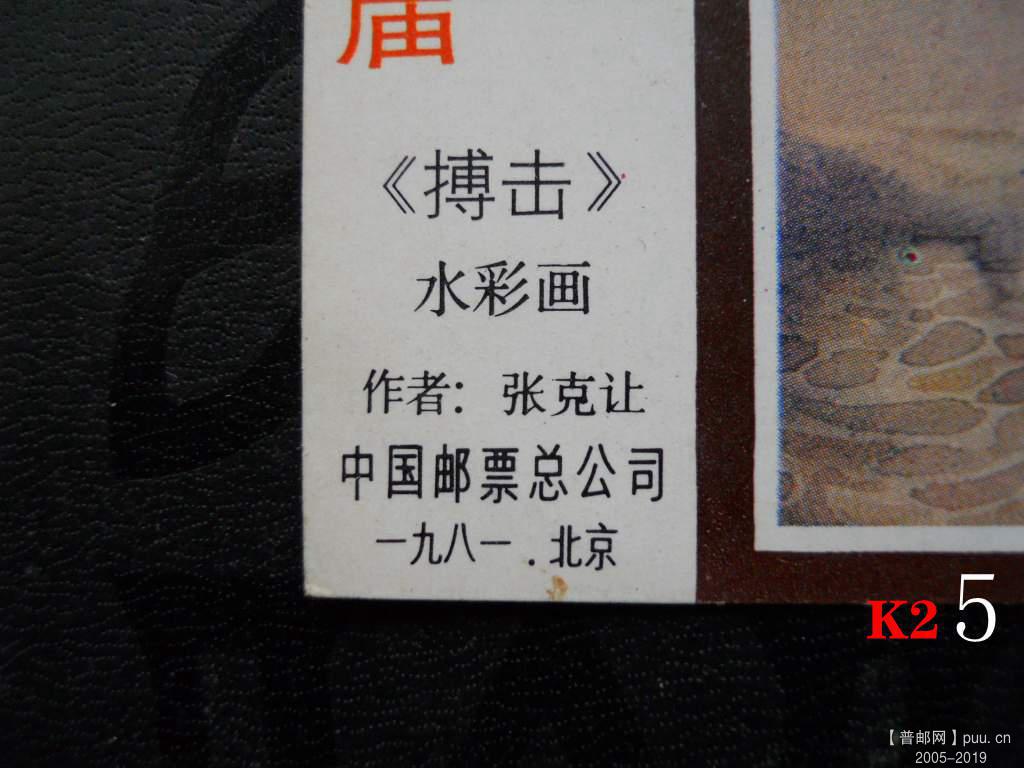 届
《搏击》
水彩画
作者：张克让
中国邮票总公司
一九八一.北京
K2 5
【普邮网】puu.cn
2005-2019